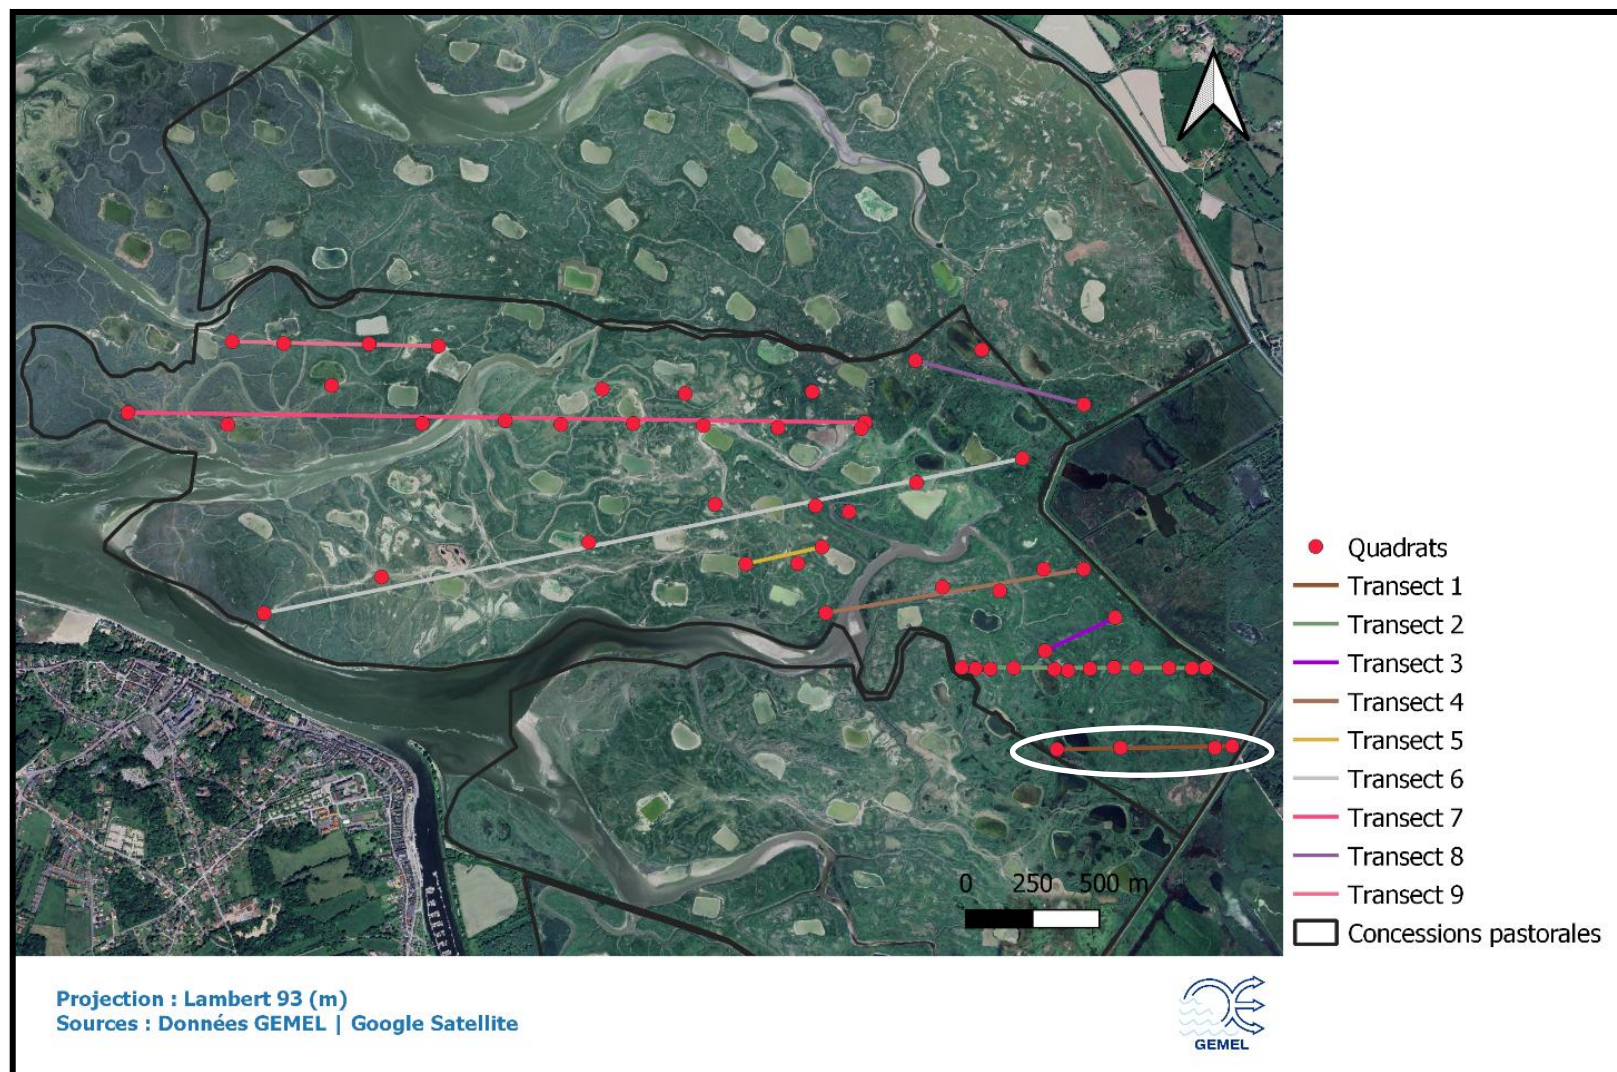 Quadrats
Transect 1
Transect 2
Transect 3
Transect 4
Transect 5
Transect 6
Transect 7
Transect 8
Transect 9
Concessions pastorales
0 250 500 m
Projection : Lambert 93 (m)
Sources : Données GEMEL | Google Satellite
GEMEL